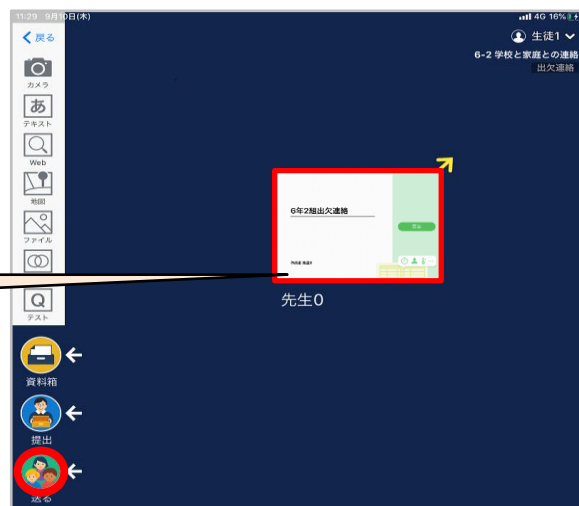 11:29 9月10日(木)
4G 16%
戻る
生徒1
6-2 学校と家庭との連絡
出欠連絡
カメラ
あ
テキスト
Web
地図
ファイル
Q
テスト
6年2組出欠連絡
先生0
資料箱
提出
送る